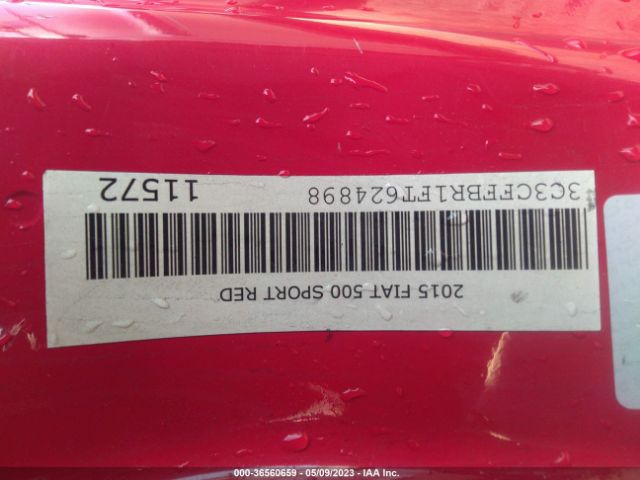 2015 FIAT 500 SPORT RED
3C3CFFBR1FT624898 11572
000-36560659 - 05/09/2023 - IAA Inc.